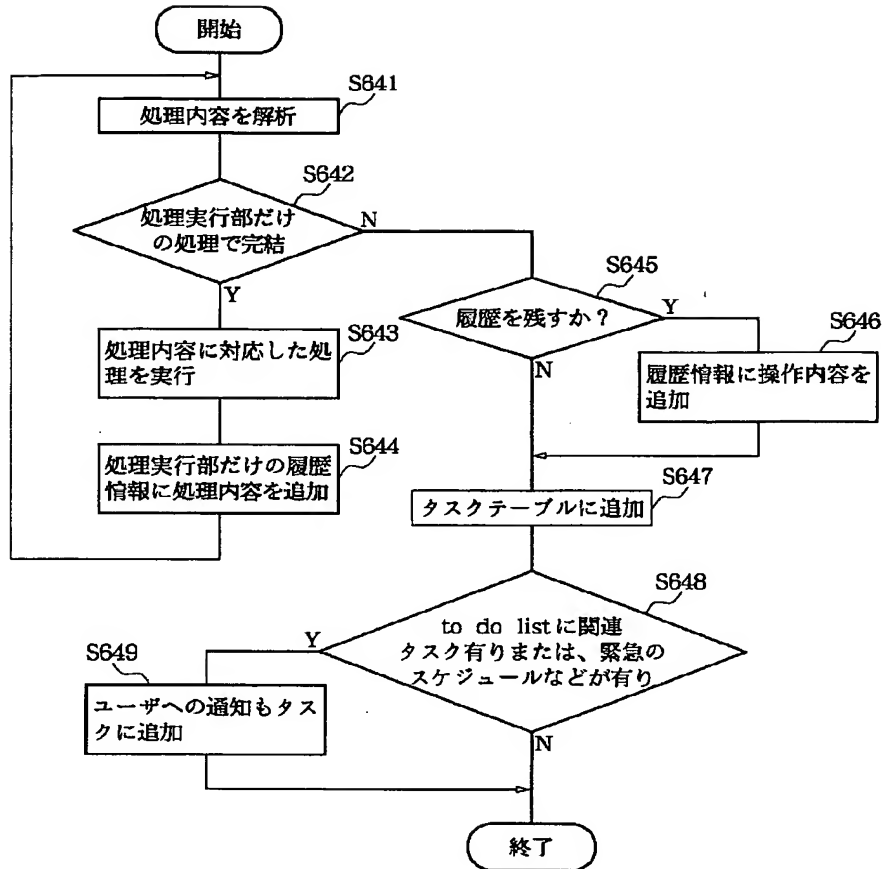 開始
S641
処理内容を解析
S642
処理実行部だけ
の処理で完結
N
Y
S645
履歴を残すか？
Y
N
S643
処理内容に対応した処
理を実行
S646
履歴情報に操作内容を
追加
S644
処理実行部だけの履歴
情報に処理内容を追加
S647
タスクテーブルに追加
S648
to do listに関連
タスク有りまたは、緊急の
スケジュールなどが有り
Y
N
S649
ユーザへの通知もタス
クに追加
終了